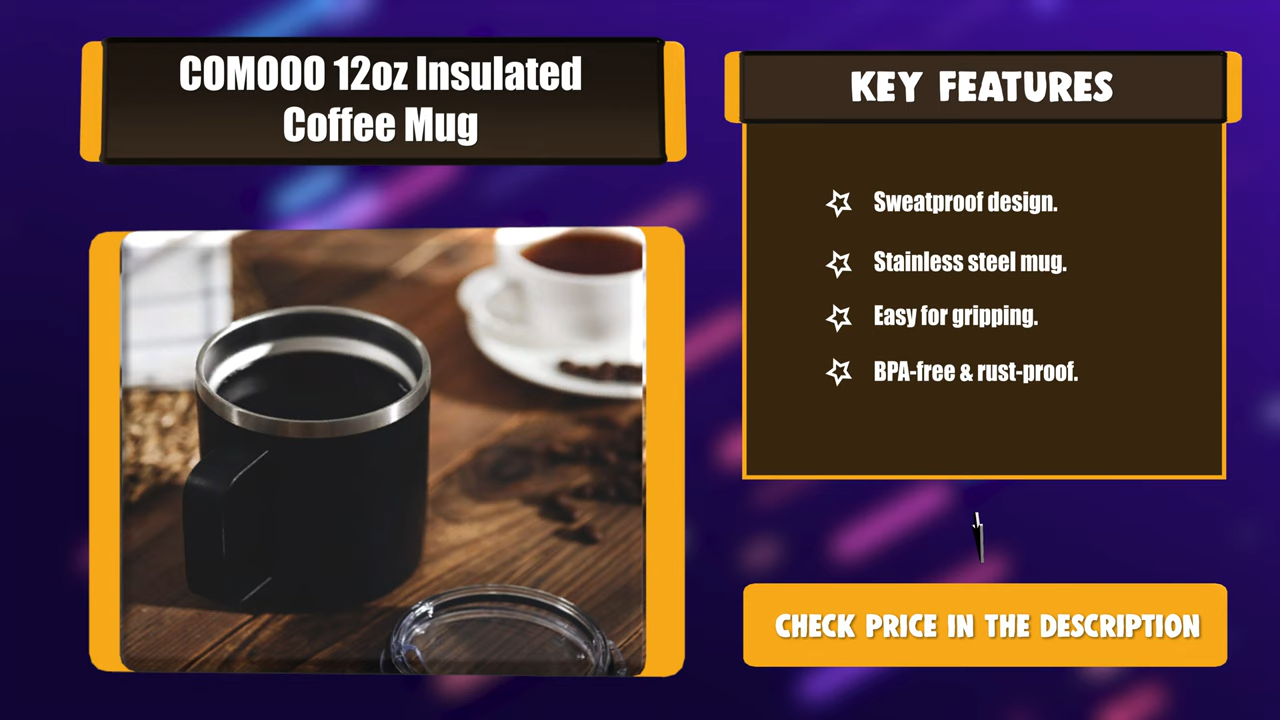 COMOOO 12oz Insulated
Coffee Mug
KEY FEATURES
Sweatproof design.
Stainless steel mug.
Easy for gripping.
BPA-free & rust-proof.
CHECK PRICE IN THE DESCRIPTION